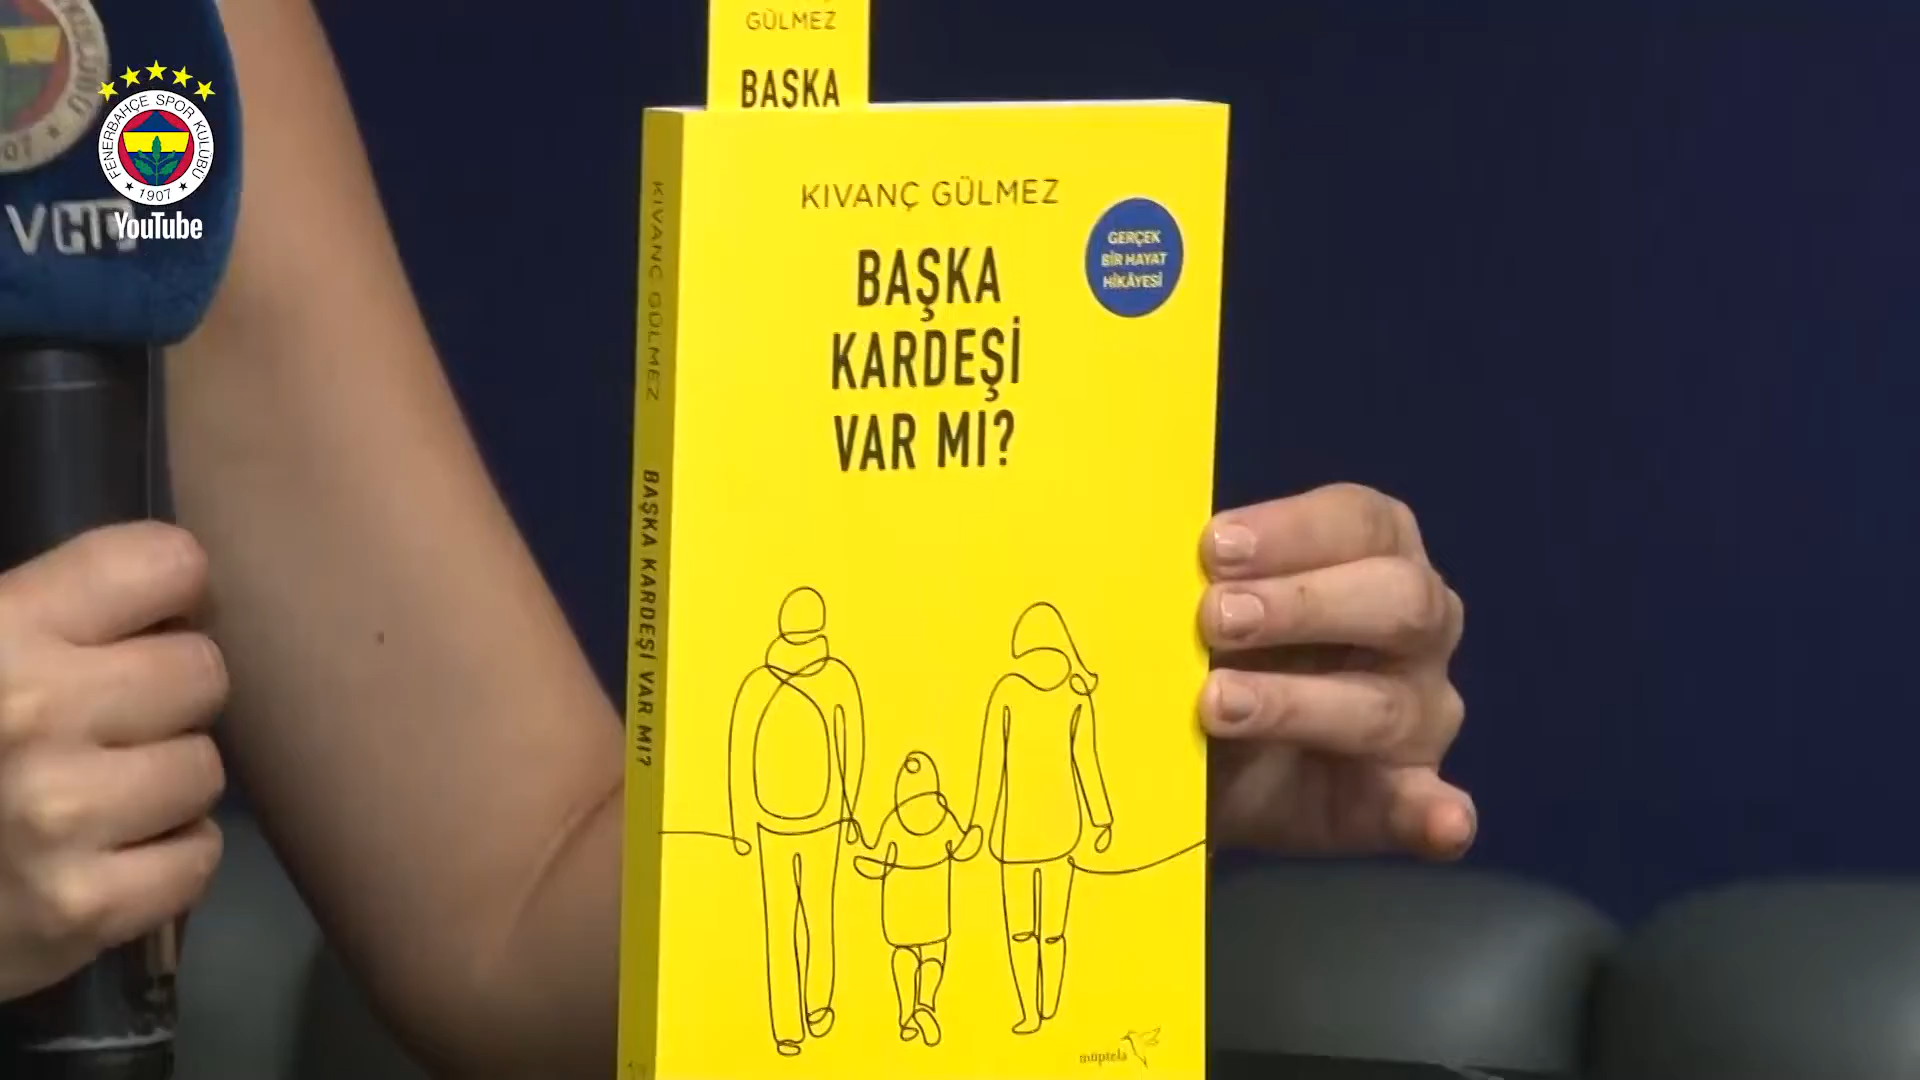 FENERBAHÇE SPOR KULÜBÜ
1907
YouTube
GÜLMEZ
BAŞKA
KIVANÇ GÜLMEZ
BAŞKA
KARDEŞİ
VAR MI?
GERÇEK
BİR HAYAT
HİKÂYESİ
KIVANÇ GÜLMEZ
BAŞKA KARDEŞİ VAR MI?
müptela